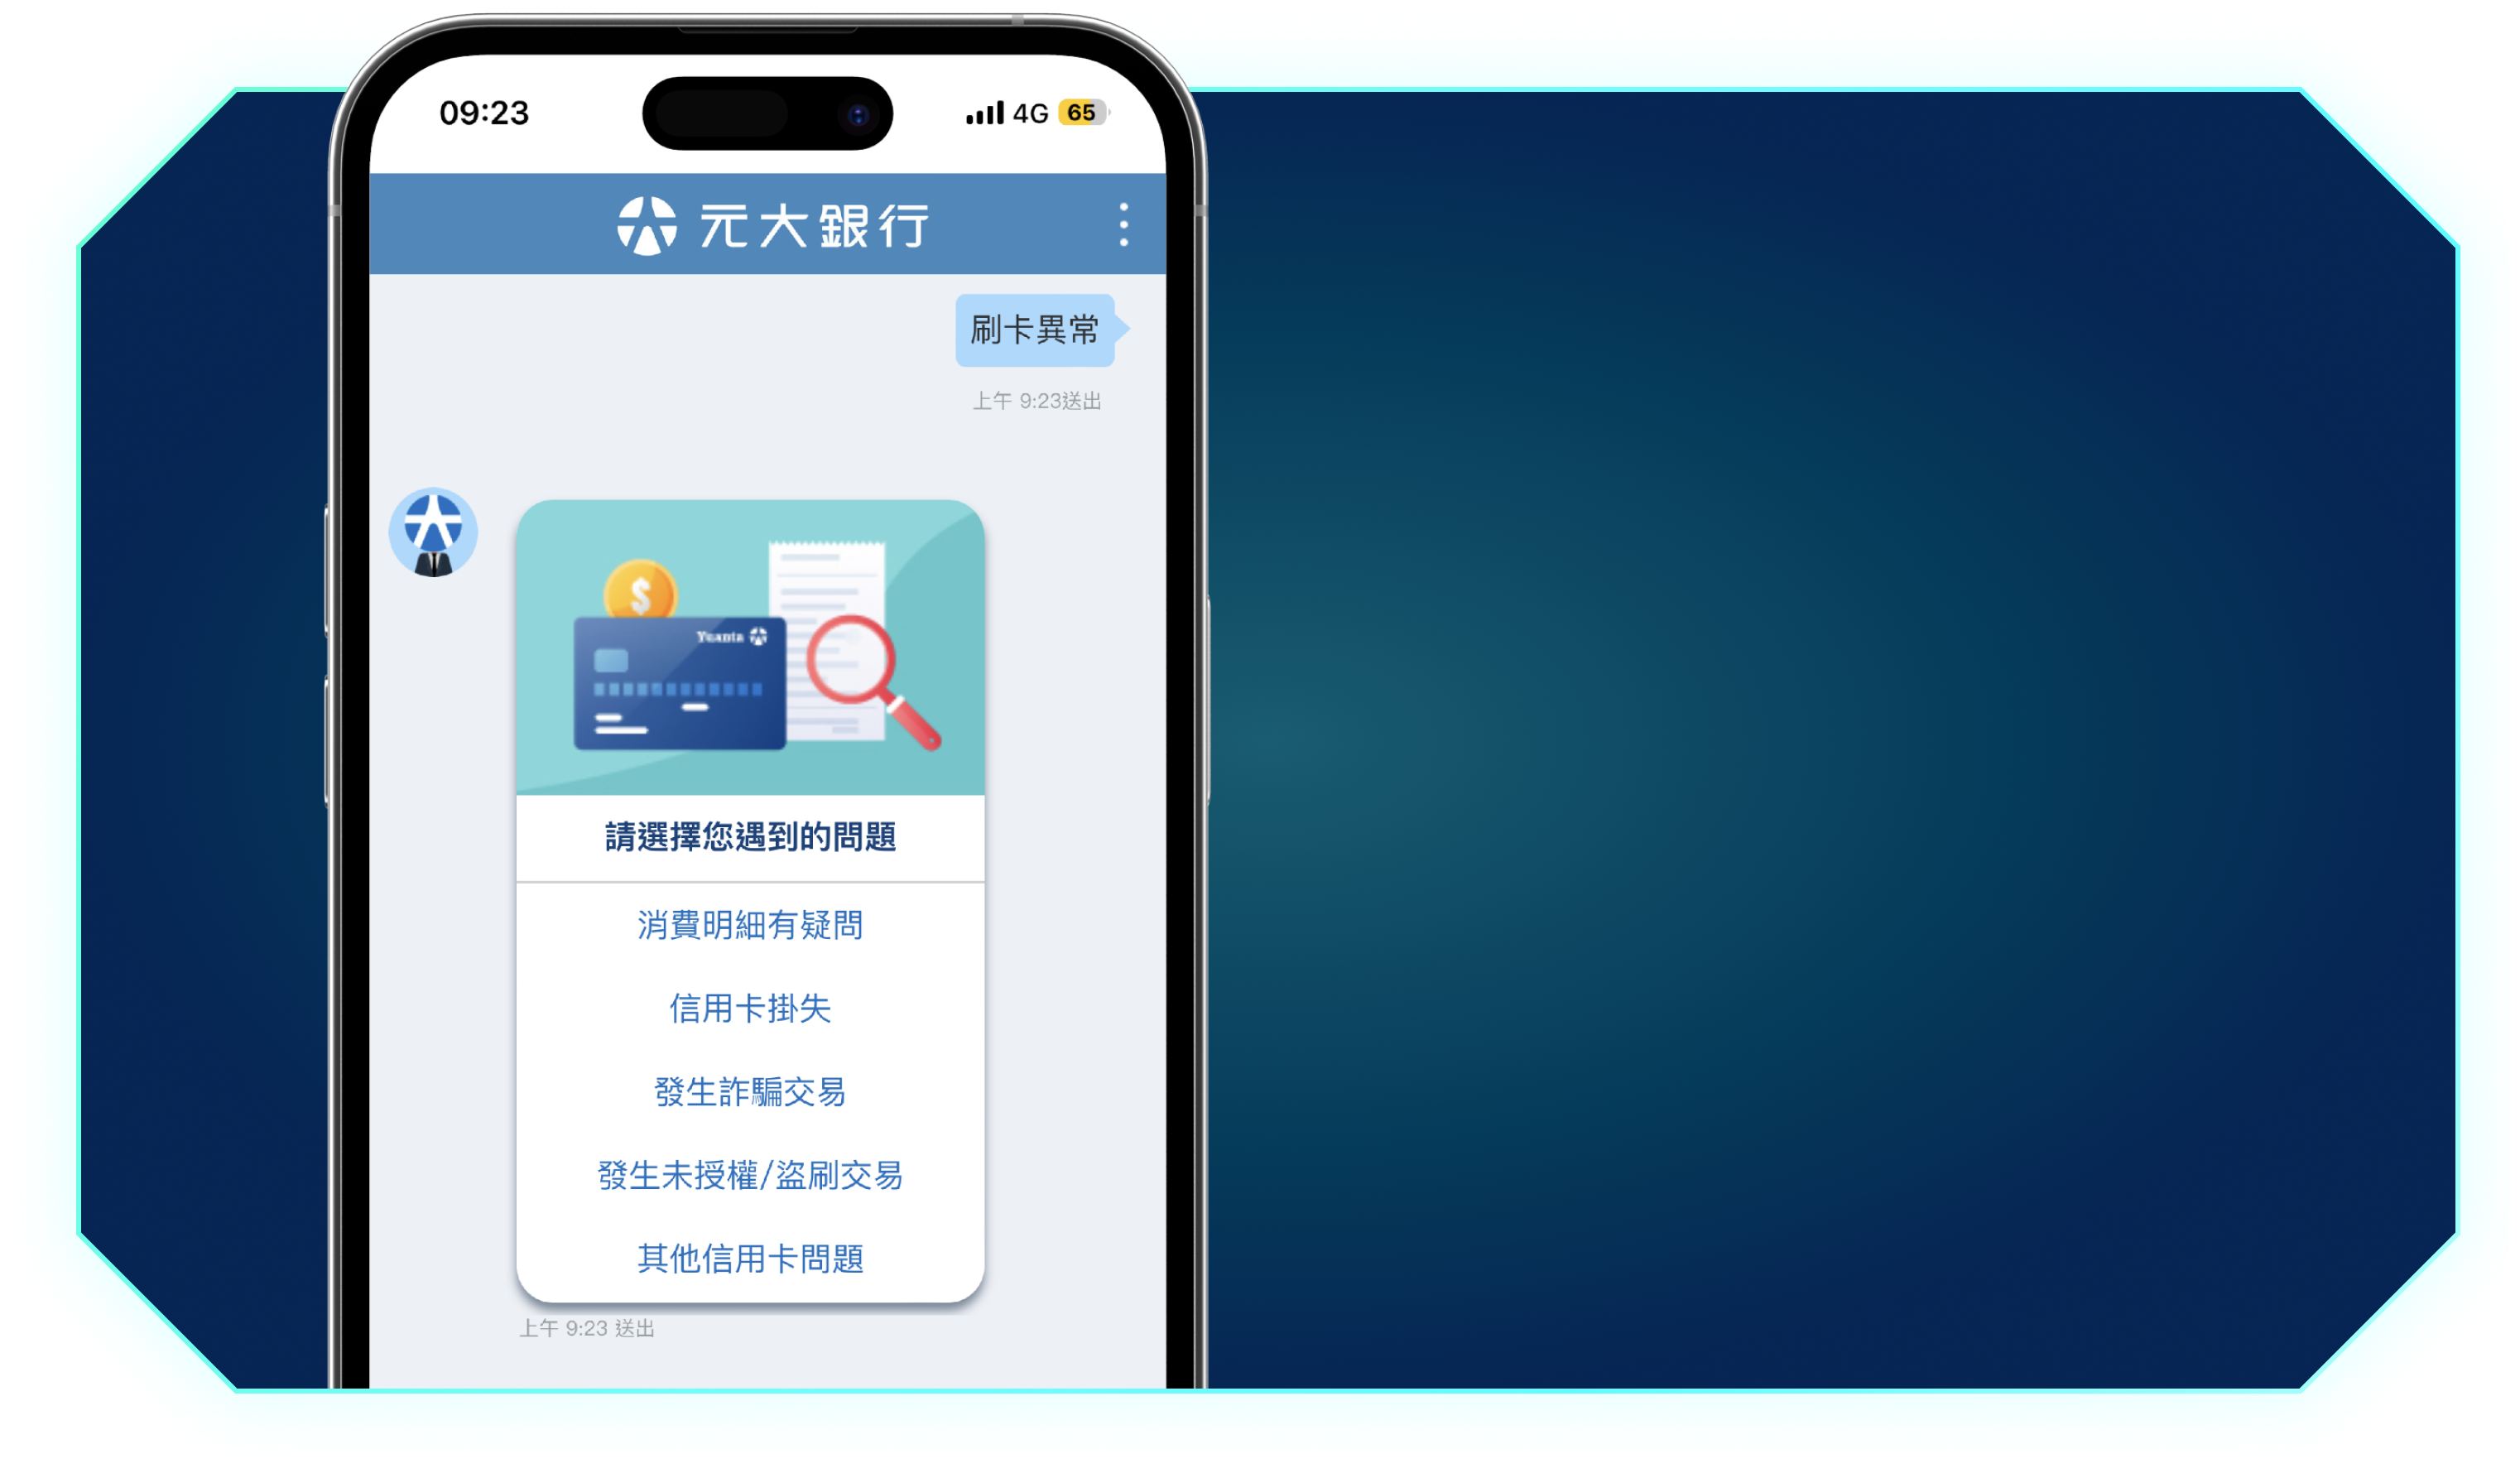 09:23
4G 65
元大銀行
刷卡異常
上午 9:23送出
$
Yuanta
請選擇您遇到的問題
消費明細有疑問
信用卡掛失
發生詐騙交易
發生未授權/盜刷交易
其他信用卡問題
上午 9:23 送出